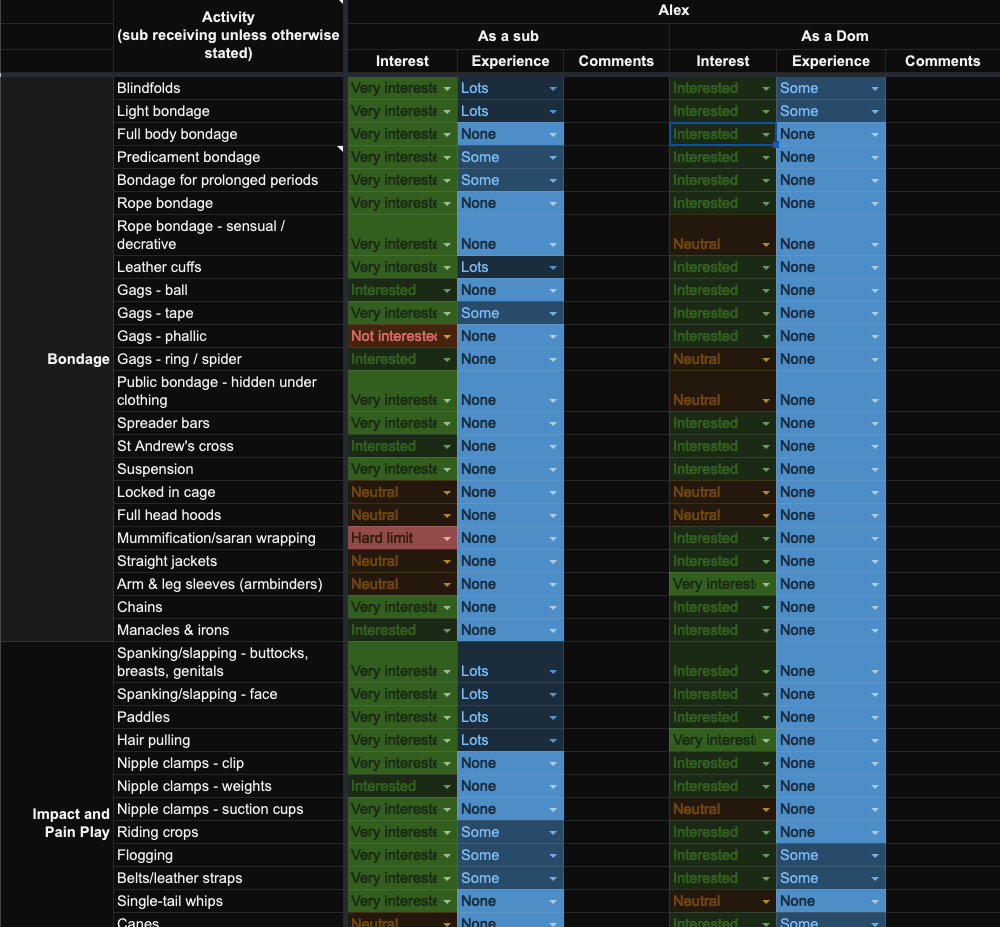 Alex
Activity
(sub receiving unless otherwise
stated)
As a sub As a Dom
Interest Experience Comments Interest Experience Comments
Bondage
Blindfolds Very intereste Lots Interested Some
Light bondage Very intereste Lots Interested Some
Full body bondage Very intereste None Interested None
Predicament bondage Very intereste Some Interested None
Bondage for prolonged periods Very intereste Some Interested None
Rope bondage Very intereste None Interested None
Rope bondage - sensual /
decrative Very intereste None Neutral None
Leather cuffs Very intereste Lots Interested None
Gags - ball Interested None Interested None
Gags - tape Very intereste Some Interested None
Gags - phallic Not interested None Interested None
Gags - ring / spider Interested None Neutral None
Public bondage - hidden under
clothing Very intereste None Neutral None
Spreader bars Very intereste None Interested None
St Andrew's cross Interested None Interested None
Suspension Very intereste None Interested None
Locked in cage Neutral None Neutral None
Full head hoods Neutral None Neutral None
Mummification/saran wrapping Hard limit None Interested None
Straight jackets Neutral None Interested None
Arm & leg sleeves (armbinders) Neutral None Very intereste None
Chains Very intereste None Interested None
Manacles & irons Interested None Interested None
Impact and
Pain Play
Spanking/slapping - buttocks,
breasts, genitals Very intereste Lots Interested None
Spanking/slapping - face Very intereste Lots Interested None
Paddles Very intereste Lots Interested None
Hair pulling Very intereste Lots Very intereste None
Nipple clamps - clip Very intereste None Interested None
Nipple clamps - weights Interested None Interested None
Nipple clamps - suction cups Very intereste None Neutral None
Riding crops Very intereste Some Interested None
Flogging Very intereste Some Interested Some
Belts/leather straps Very intereste Some Interested Some
Single-tail whips Very intereste None Neutral None
Canes Neutral None Interested Some